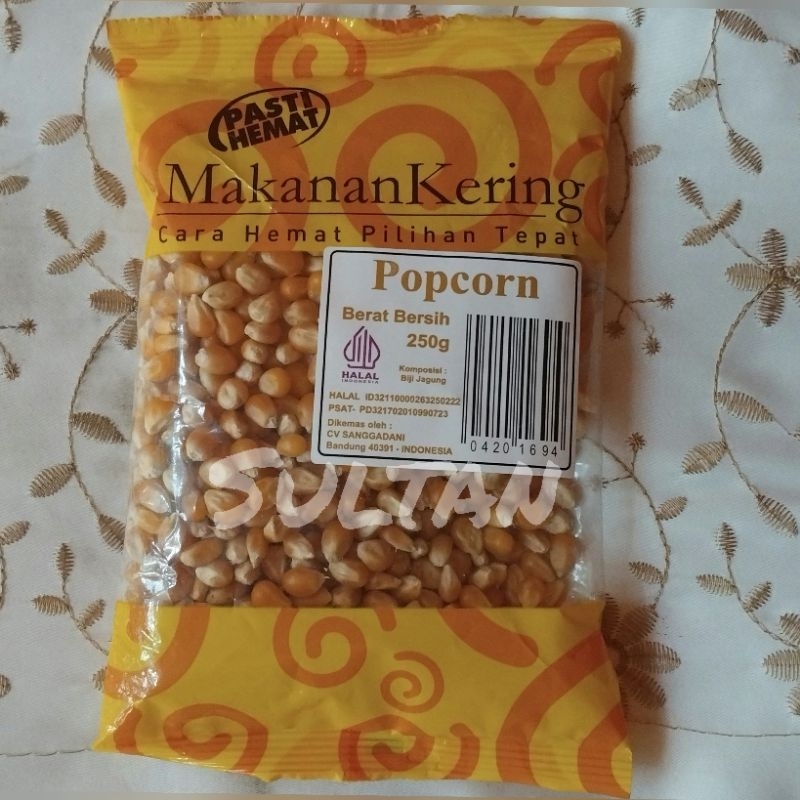 PASTI
HEMAT
MakananKering
Cara Hemat Pilihan Tepat
Popcorn
Berat Bersih
250g
HALAL
INDONESIA
Komposisi :
Biji Jagung
HALAL ID32110000263250222
PSAT- PD321702010990723
Dikemas oleh :
CV SANGGADANI
Bandung 40391 - INDONESIA
0420 1694
SULTAN